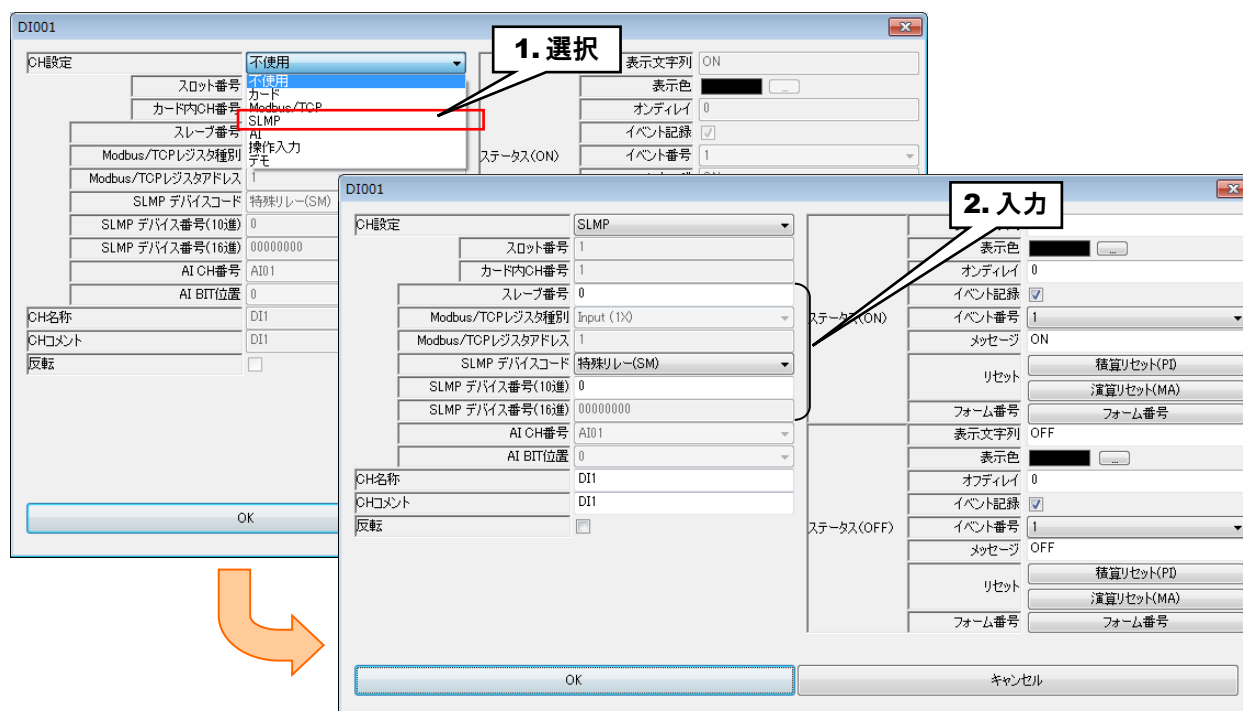 DI001
1. 選択
CH設定 不使用
不使用
カード
Modbus/TCP
SLMP
AI
操作入力
デモ
スロット番号
カード内CH番号
スレーブ番号
Modbus/TCPレジスタ種別
Modbus/TCPレジスタアドレス 1
SLMP デバイスコード 特殊リレー(SM)
SLMP デバイス番号(10進) 0
SLMP デバイス番号(16進) 00000000
AI CH番号 AI01
AI BIT位置 0
CH名称 DI1
CHコメント DI1
反転
OK
ステータス(ON)
表示文字列 ON
表示色 ...
オンディレイ 0
イベント記録
イベント番号 1
DI001
2. 入力
CH設定 SLMP
スロット番号 1
カード内CH番号 1
スレーブ番号 0
Modbus/TCPレジスタ種別 Input (1X)
Modbus/TCPレジスタアドレス 1
SLMP デバイスコード 特殊リレー(SM)
SLMP デバイス番号(10進) 0
SLMP デバイス番号(16進) 00000000
AI CH番号 AI01
AI BIT位置 0
CH名称 DI1
CHコメント DI1
反転
ステータス(ON)
表示色 ...
オンディレイ 0
イベント記録
イベント番号 1
メッセージ ON
リセット 積算リセット(PI)
演算リセット(MA)
フォーム番号 フォーム番号
ステータス(OFF)
表示文字列 OFF
表示色 ...
オフディレイ 0
イベント記録
イベント番号 1
メッセージ OFF
リセット 積算リセット(PI)
演算リセット(MA)
フォーム番号 フォーム番号
OK キャンセル